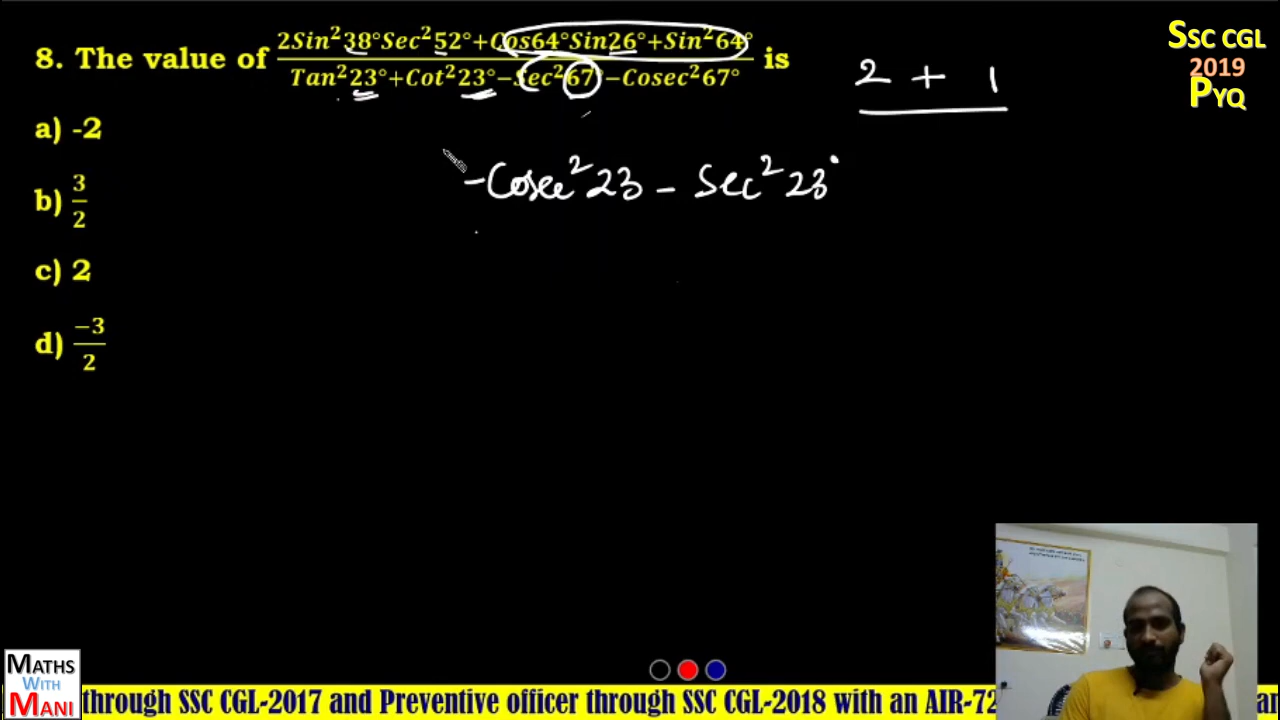 SSC CGL
2019
PYQ
8. The value of (2Sin²38°Sec²52°+Cos64°Sin26°+Sin²64°)/(Tan²23°+Cot²23°−Sec²67°−Cosec²67°) is
2 + 1
-Cosec²23 - Sec²23°
a) -2
b) 3/2
c) 2
d) −3/2
MATHS
WITH
MANI
through SSC CGL-2017 and Preventive officer through SSC CGL-2018 with an AIR-72